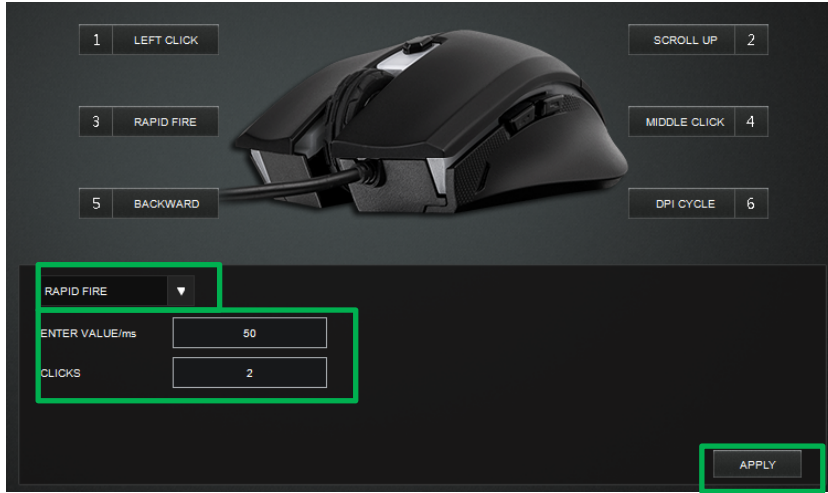 1 LEFT CLICK
SCROLL UP 2
3 RAPID FIRE
MIDDLE CLICK 4
5 BACKWARD
DPI CYCLE 6
RAPID FIRE ▼
ENTER VALUE/ms 50
CLICKS 2
APPLY